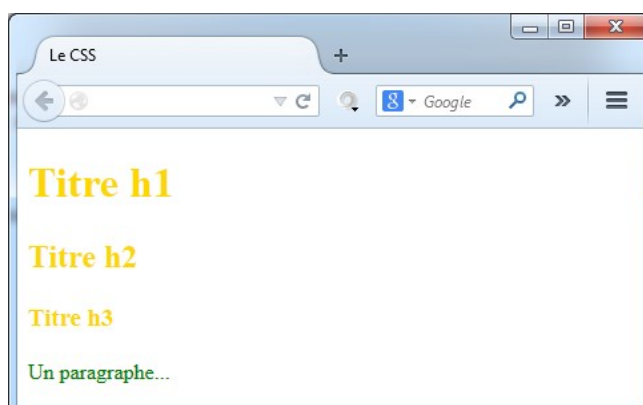 Le CSS
Google
Titre h1
Titre h2
Titre h3
Un paragraphe...